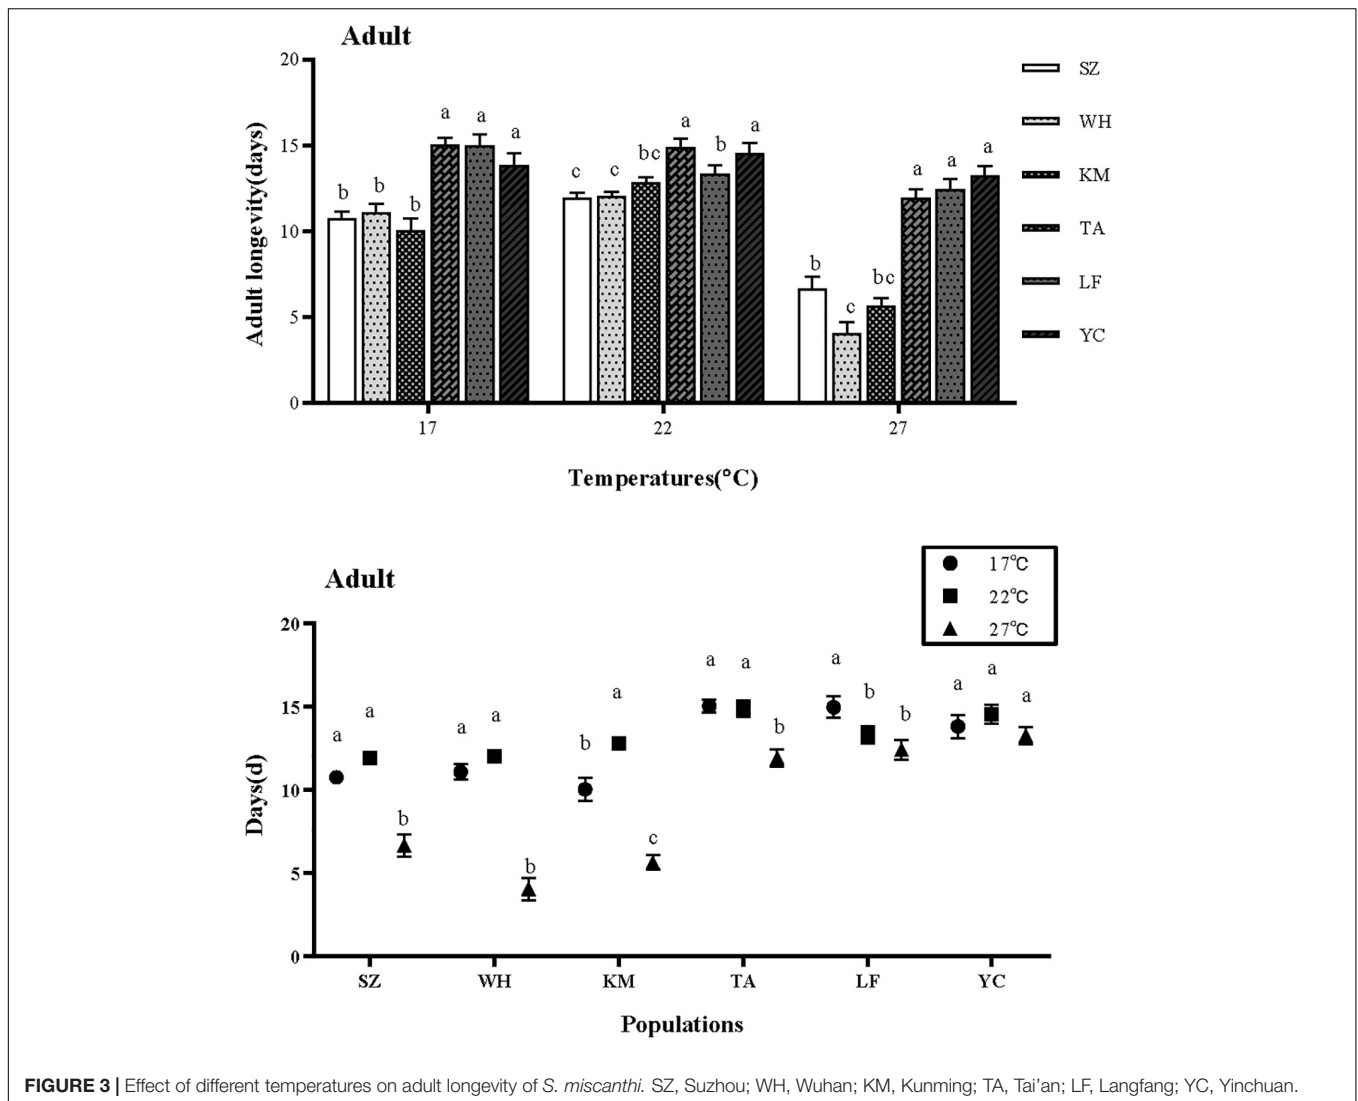 Adult
20
15
10
5
0
Adult longevity(days)
b b b a a a
c c bc a b a
b c bc a a a
17 22 27
Temperatures(°C)
SZ
WH
KM
TA
LF
YC
Adult
17℃
22℃
27℃
20
15
10
5
0
Days(d)
a a b
a a b
b a c
a a b
a b b
a a a
SZ WH KM TA LF YC
Populations
FIGURE 3 | Effect of different temperatures on adult longevity of S. miscanthi. SZ, Suzhou; WH, Wuhan; KM, Kunming; TA, Tai’an; LF, Langfang; YC, Yinchuan.